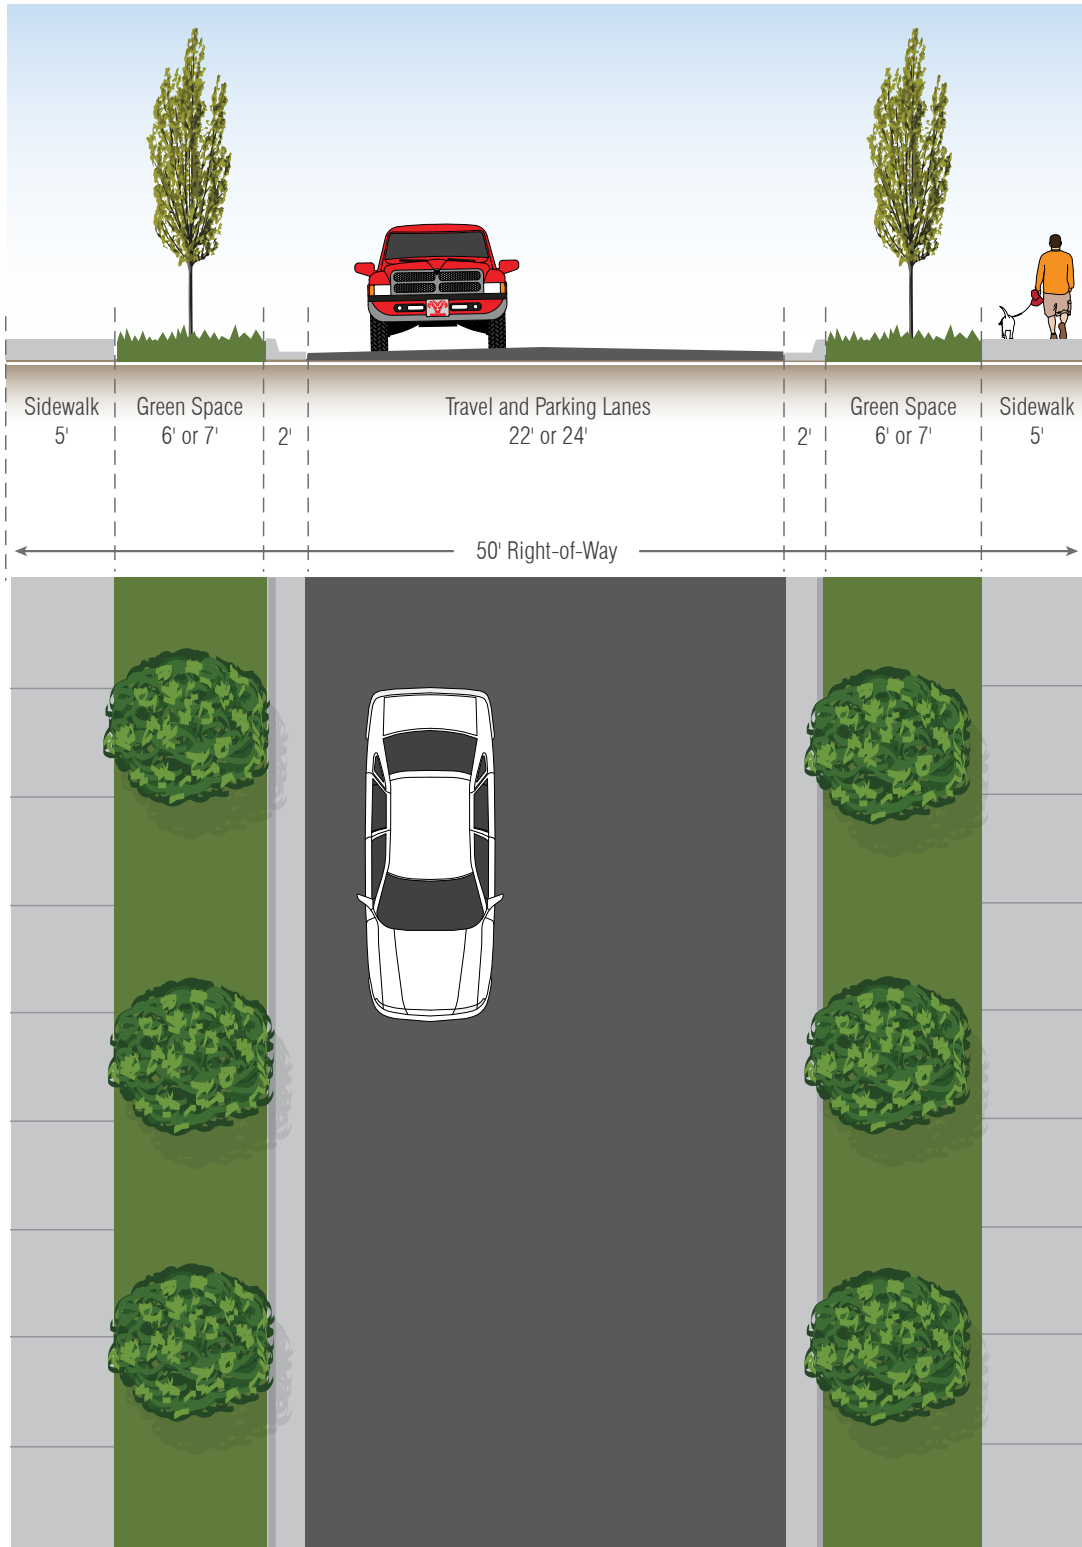 Sidewalk
5'
Green Space
6' or 7'
2'
Travel and Parking Lanes
22' or 24'
2'
Green Space
6' or 7'
Sidewalk
5'
50' Right-of-Way